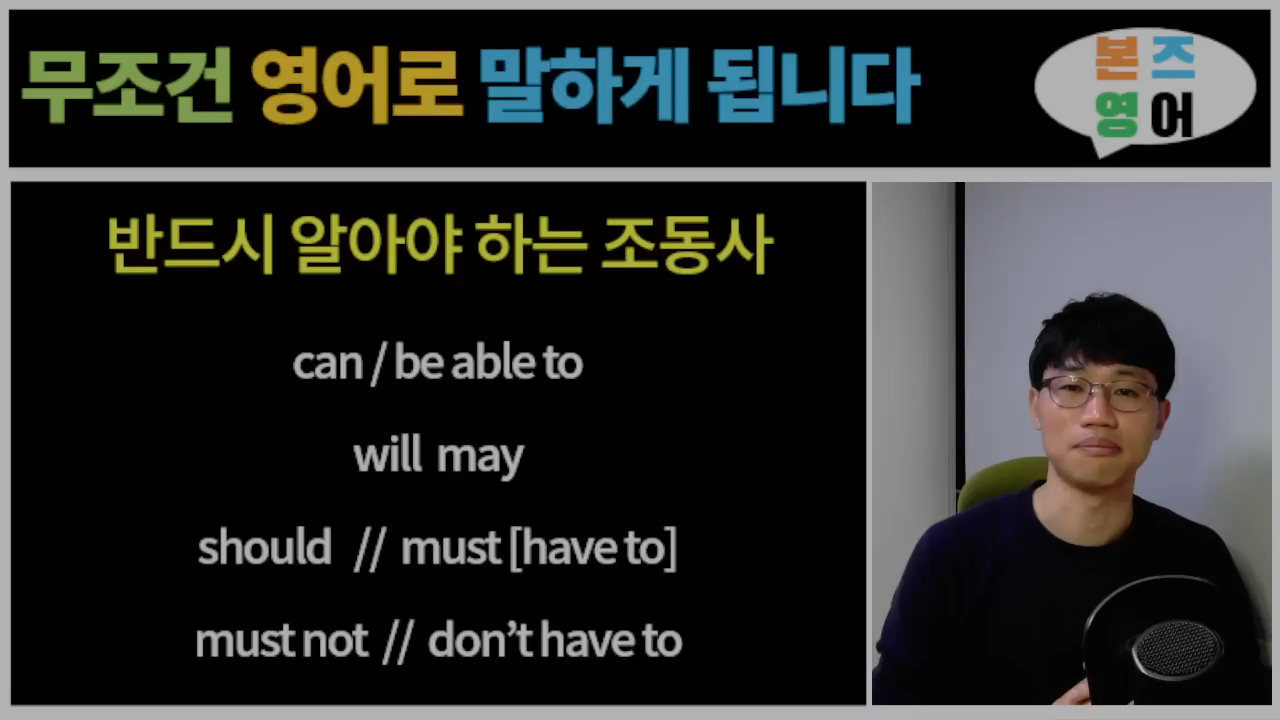 무조건 영어로 말하게 됩니다
본즈
영어
반드시 알아야 하는 조동사
can / be able to
will may
should // must [have to]
must not // don’t have to